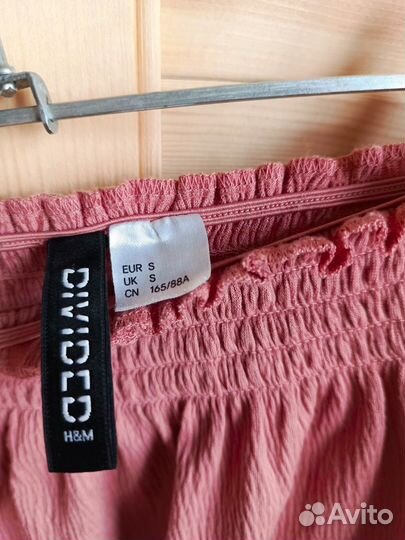 EUR S
UK S
CN 165/88A
DIVIDED
H&M
Avito